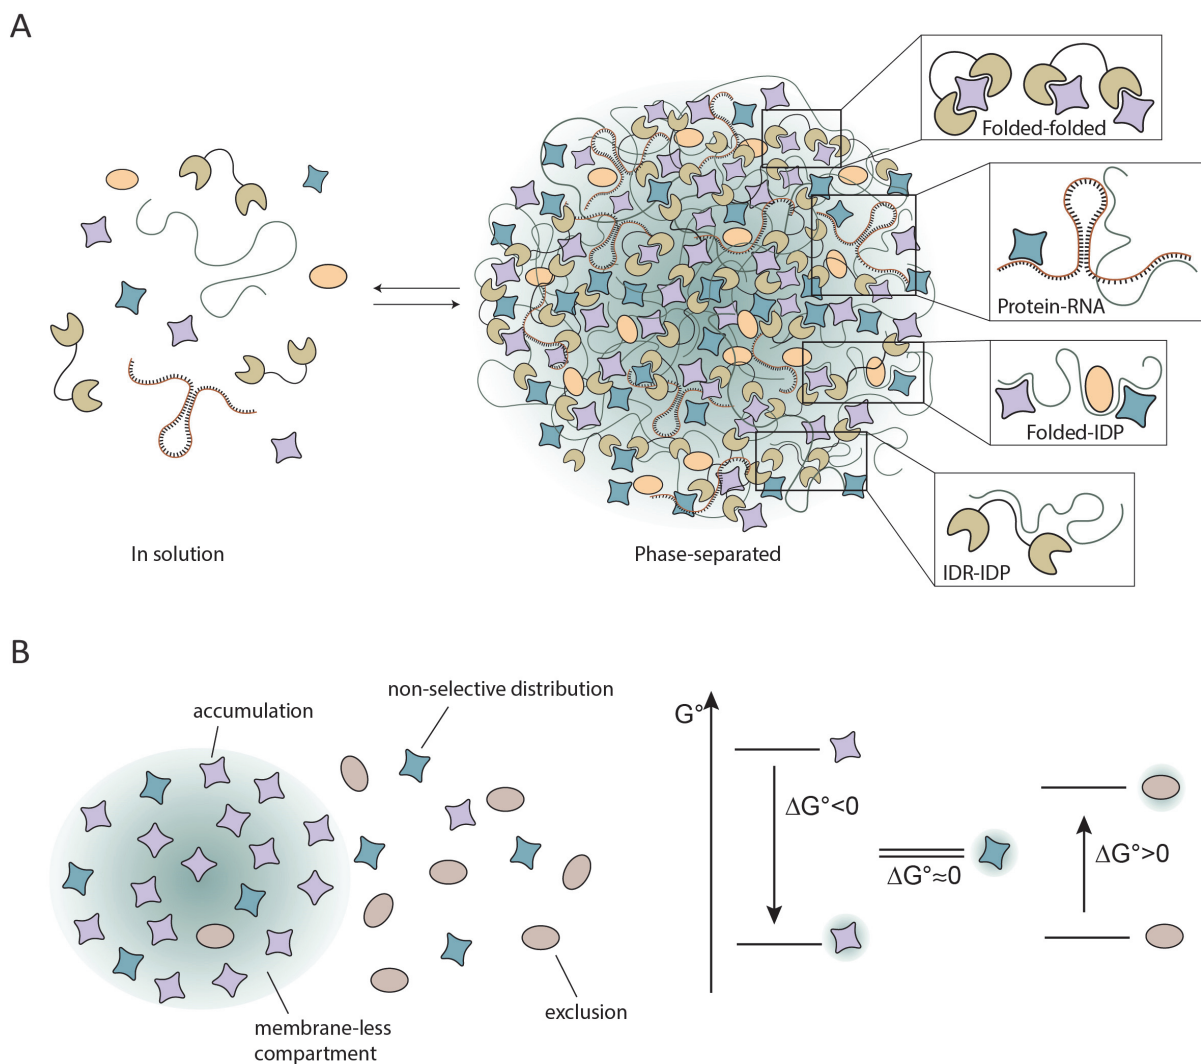 A
Folded-folded
Protein-RNA
Folded-IDP
IDR-IDP
In solution
Phase-separated
B
non-selective distribution
accumulation
membrane-less
compartment
exclusion
G°
ΔG°<0
ΔG°≈0
ΔG°>0